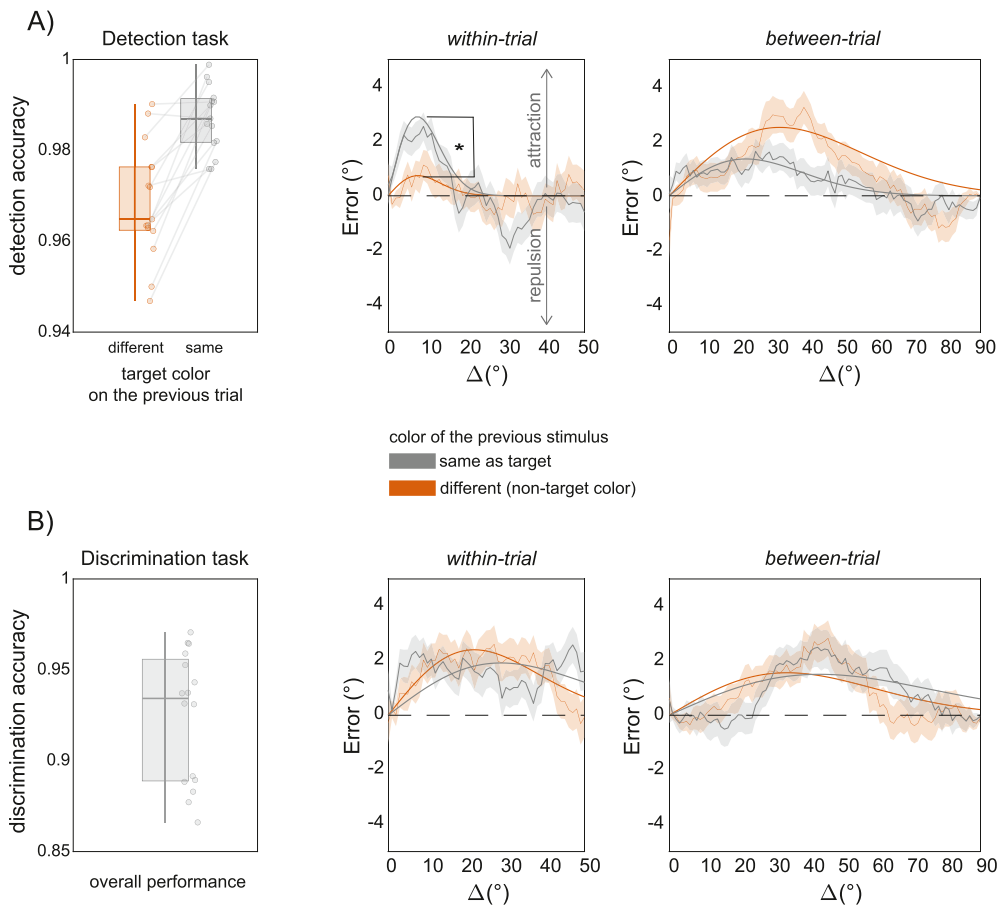 A)
Detection task
within-trial
between-trial
detection accuracy
1
0.98
0.96
0.94
different
same
target color
on the previous trial
Error (°)
4
2
0
-2
-4
*
attraction
repulsion
0 10 20 30 40 50
Δ(°)
Error (°)
4
2
0
-2
-4
0 10 20 30 40 50 60 70 80 90
Δ(°)
color of the previous stimulus
same as target
different (non-target color)
B)
Discrimination task
within-trial
between-trial
discrimination accuracy
1
0.95
0.9
0.85
overall performance
Error (°)
4
2
0
-2
-4
0 10 20 30 40 50
Δ(°)
Error (°)
4
2
0
-2
-4
0 10 20 30 40 50 60 70 80 90
Δ(°)